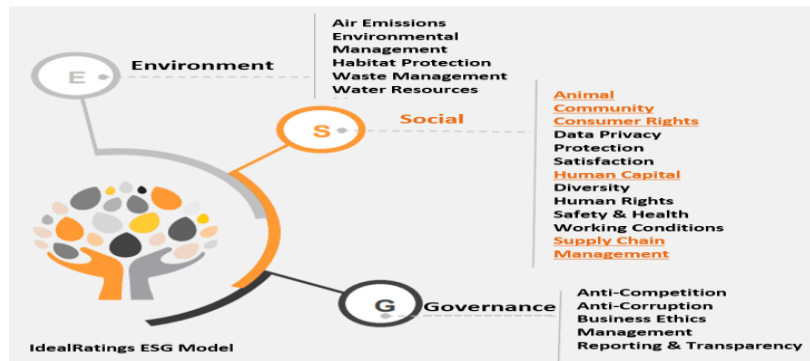 E
Environment
Air Emissions
Environmental
Management
Habitat Protection
Waste Management
Water Resources
S
Social
Animal
Community
Consumer Rights
Data Privacy
Protection
Satisfaction
Human Capital
Diversity
Human Rights
Safety & Health
Working Conditions
Supply Chain
Management
G
Governance
Anti-Competition
Anti-Corruption
Business Ethics
Management
Reporting & Transparency
IdealRatings ESG Model